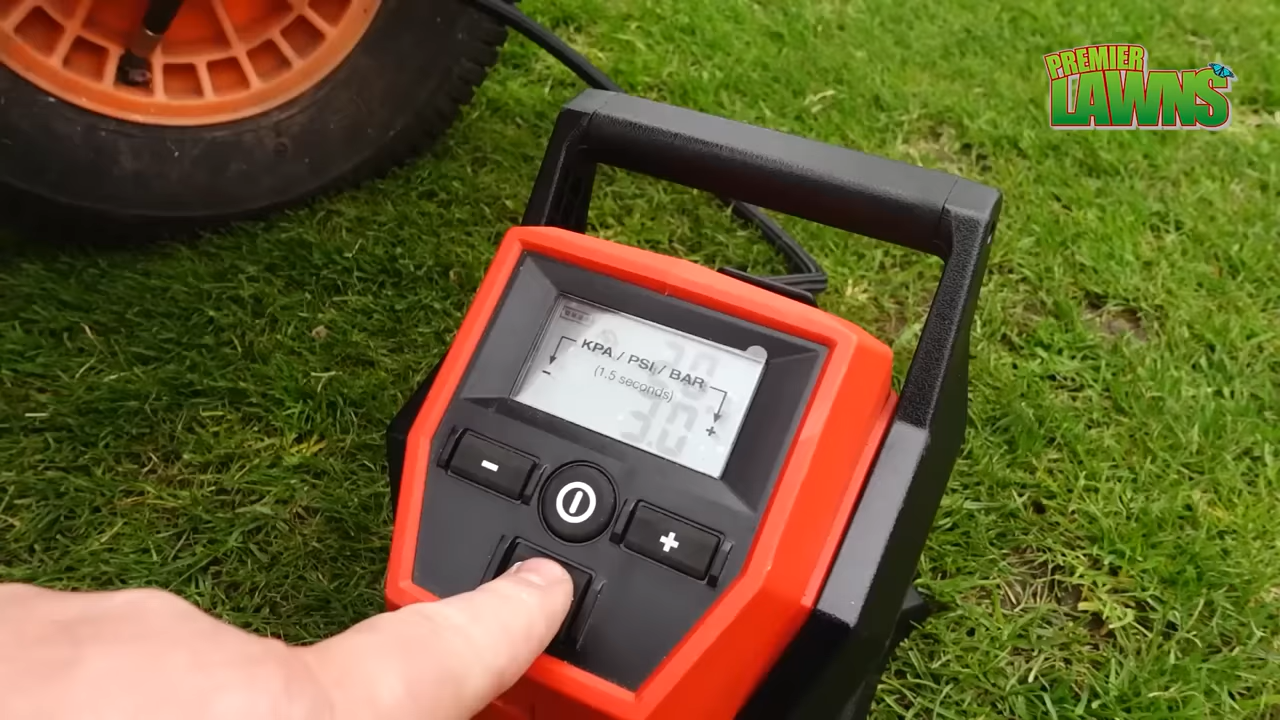 PREMIER
LAWNS
KPA / PSI / BAR
(1.5 seconds)
- +
- +